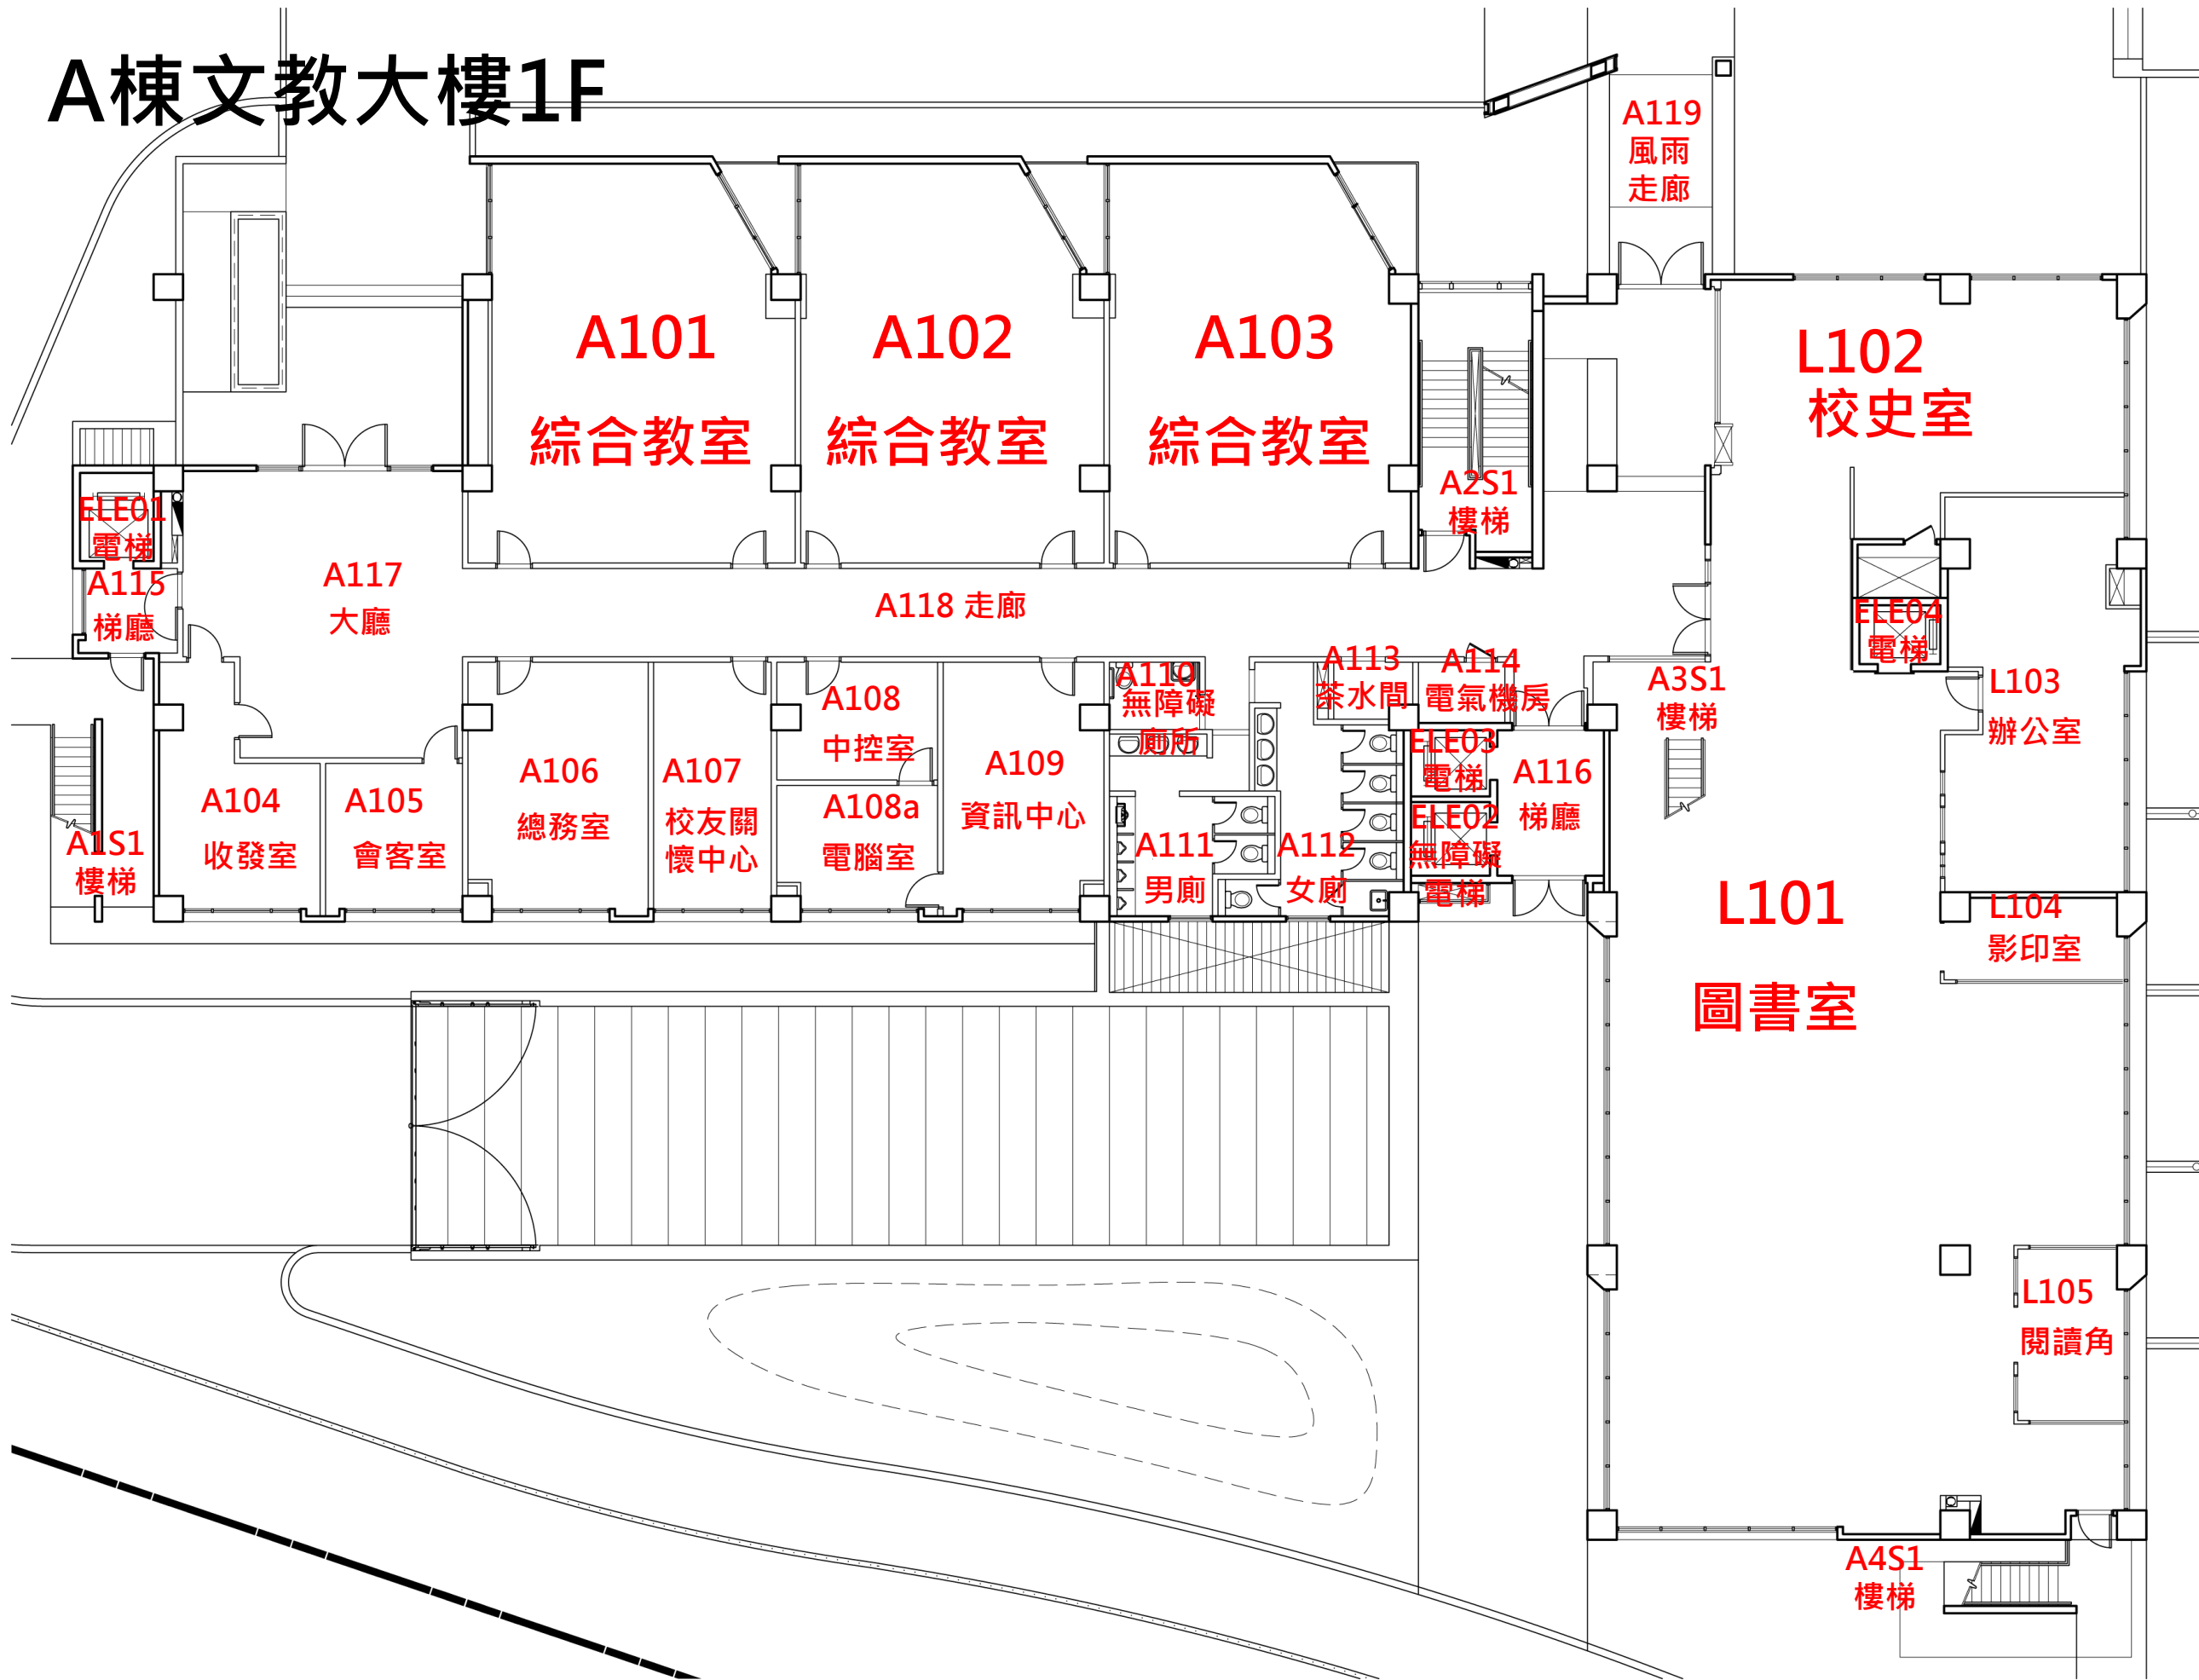 A棟文教大樓1F
A119
風雨
走廊
A101
綜合教室
A102
綜合教室
A103
綜合教室
L102
校史室
A2S1
樓梯
ELE01
電梯
A115
梯廳
A117
大廳
A118 走廊
ELE04
電梯
A110
無障礙
廁所
A113
茶水間
A114
電氣機房
A3S1
樓梯
L103
辦公室
A108
中控室
A106
總務室
A107
校友關
懷中心
A109
資訊中心
ELE03
電梯
A116
梯廳
A104
收發室
A105
會客室
A108a
電腦室
ELE02
無障礙
電梯
A1S1
樓梯
A111
男廁
A112
女廁
L101
圖書室
L104
影印室
L105
閱讀角
A4S1
樓梯